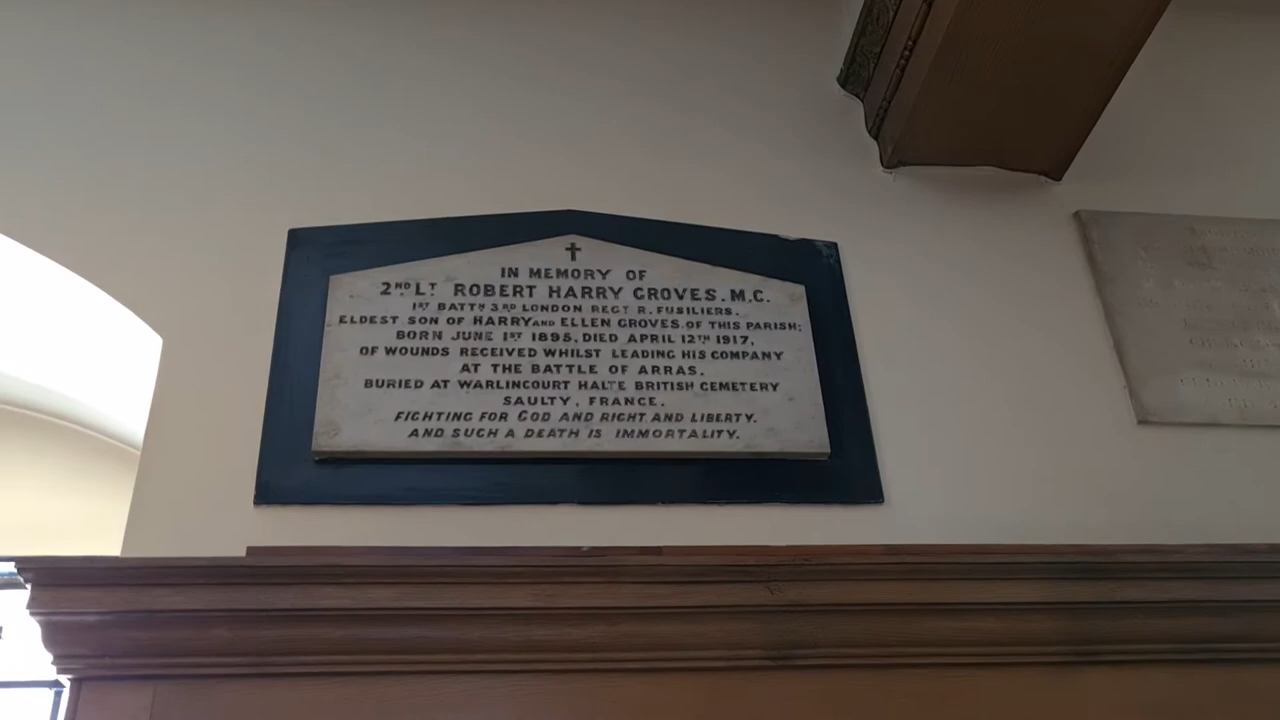 IN MEMORY OF
2ND LT ROBERT HARRY GROVES. M.C.
1ST BATTN 3RD LONDON REGT R. FUSILIERS.
ELDEST SON OF HARRY AND ELLEN GROVES. OF THIS PARISH:
BORN JUNE 1ST 1895, DIED APRIL 12TH 1917,
OF WOUNDS RECEIVED WHILST LEADING HIS COMPANY
AT THE BATTLE OF ARRAS.
BURIED AT WARLINCOURT HALTE BRITISH CEMETERY
SAULTY, FRANCE.
FIGHTING FOR GOD AND RIGHT AND LIBERTY.
AND SUCH A DEATH IS IMMORTALITY.